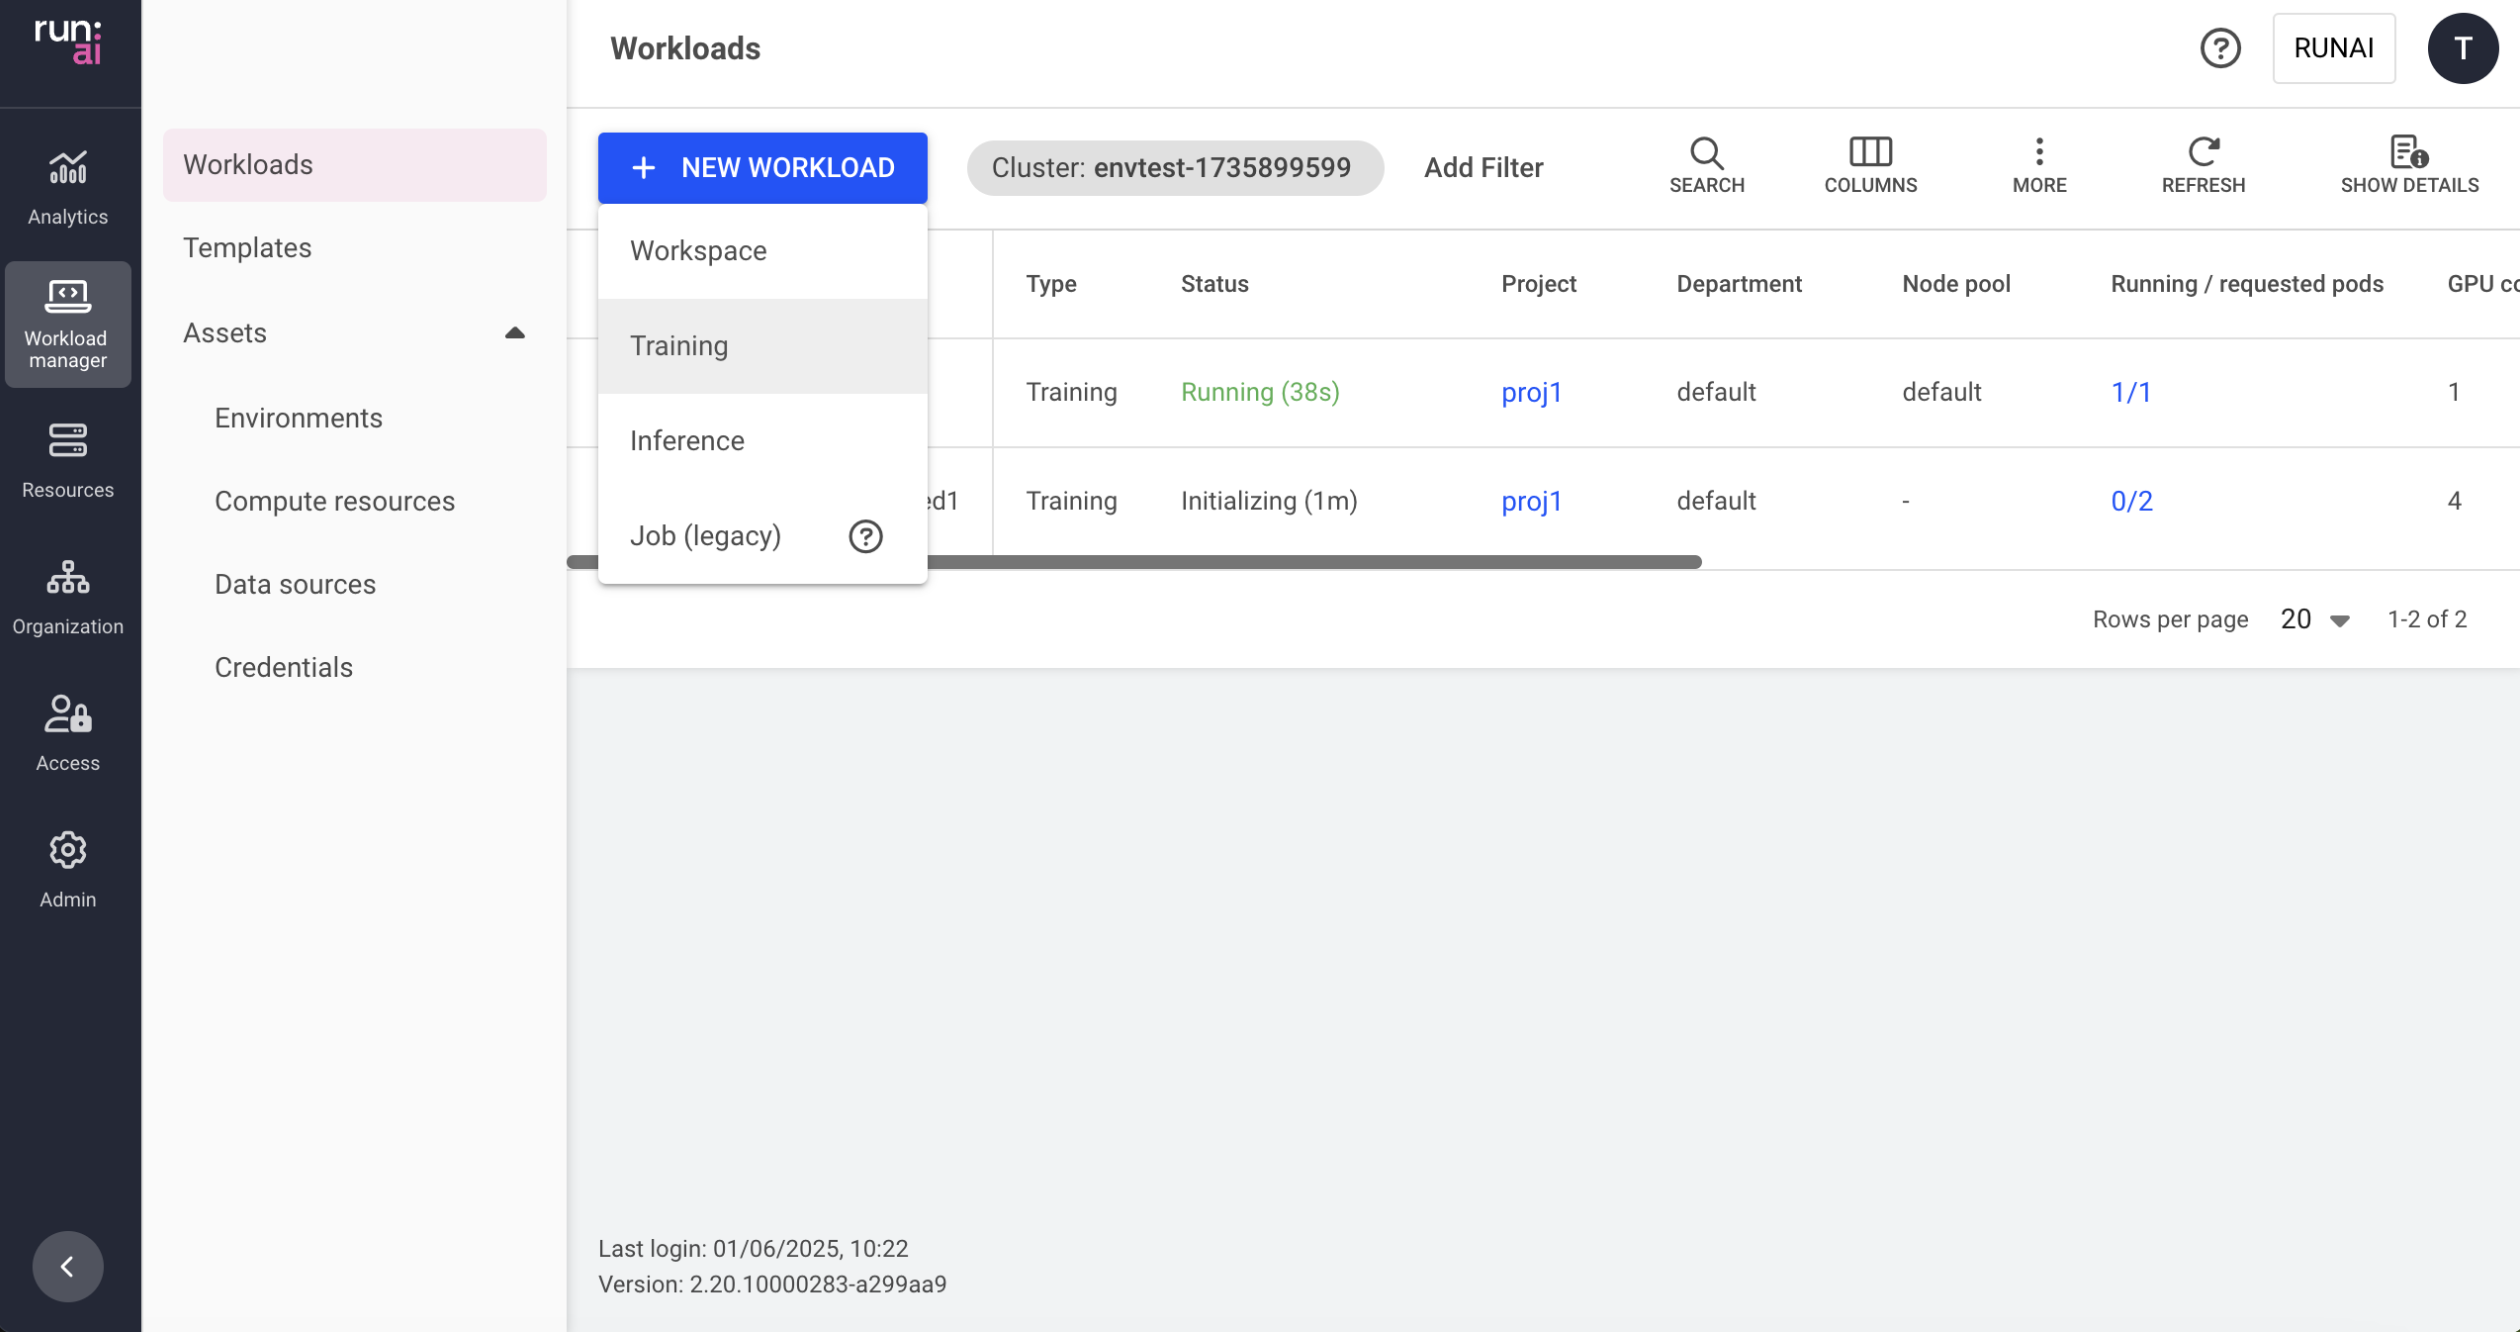 run:
ai
Analytics
Workload
manager
Resources
Organization
Access
Admin
Workloads
Templates
Assets
Environments
Compute resources
Data sources
Credentials
Workloads
RUNAI
T
+ NEW WORKLOAD
Cluster: envtest-1735899599
Add Filter
SEARCH
COLUMNS
MORE
REFRESH
SHOW DETAILS
Workspace
Training
Inference
Job (legacy)
Type Status Project Department Node pool Running / requested pods GPU
Training Running (38s) proj1 default default 1/1 1
ed1 Training Initializing (1m) proj1 default - 0/2 4
Rows per page 20 1-2 of 2
Last login: 01/06/2025, 10:22
Version: 2.20.10000283-a299aa9